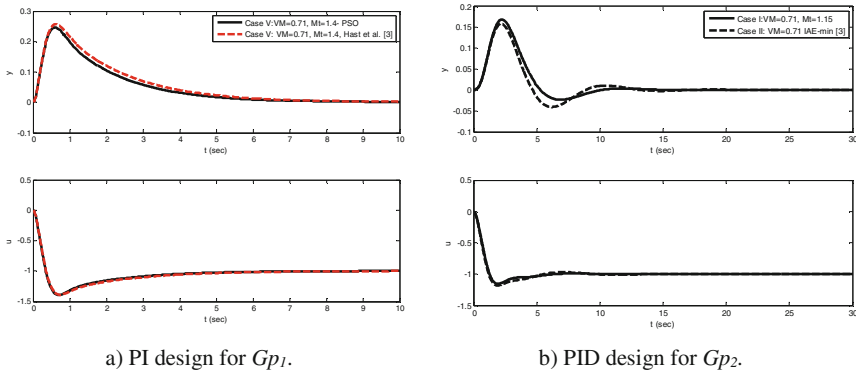 0.3
0.2
0.1
0
-0.1
y
Case V:VM=0.71, Mt=1.4- PSO
Case V: VM=0.71, Mt=1.4, Hast et al. [3]
0 1 2 3 4 5 6 7 8 9 10
t (sec)
0.5
0
-0.5
-1
-1.5
u
0 1 2 3 4 5 6 7 8 9 10
t (sec)
a) PI design for Gp1.
0.2
0.15
0.1
0.05
0
-0.05
-0.1
y
Case I:VM=0.71, Mt=1.15
Case II: VM=0.71 IAE-min [3]
0 5 10 15 20 25 30
t (sec)
0.5
0
-0.5
-1
-1.5
u
0 5 10 15 20 25 30
t (sec)
b) PID design for Gp2.